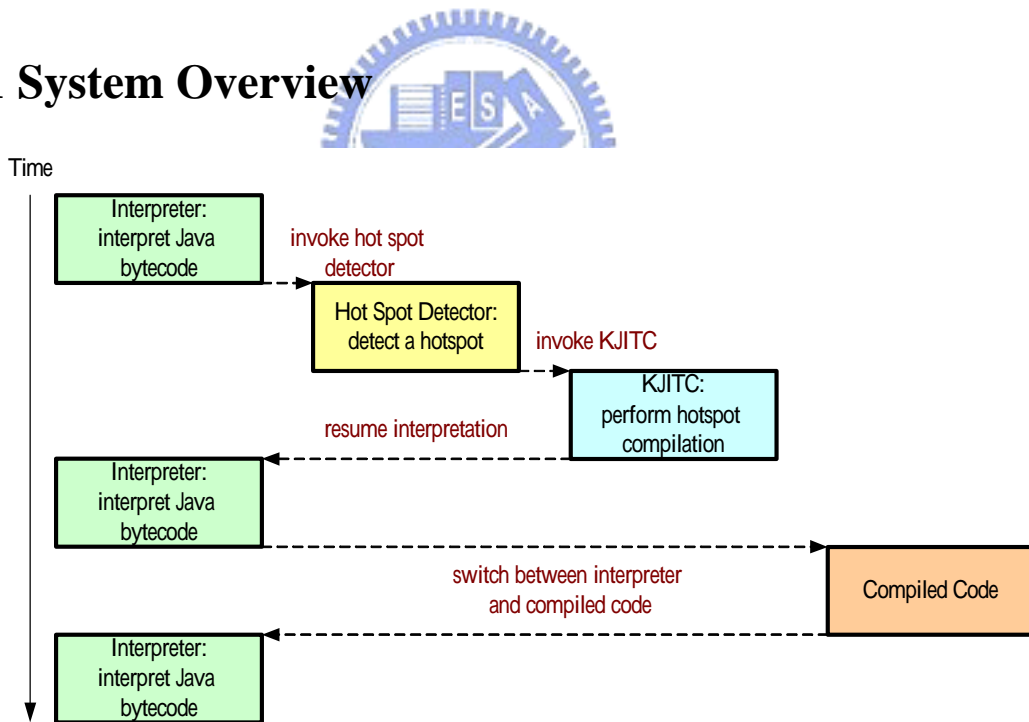 System Overview
E S A
Time
Interpreter:
interpret Java
bytecode
invoke hot spot
detector
Hot Spot Detector:
detect a hotspot
invoke KJITC
KJITC:
perform hotspot
compilation
resume interpretation
Interpreter:
interpret Java
bytecode
switch between interpreter
and compiled code
Compiled Code
Interpreter:
interpret Java
bytecode